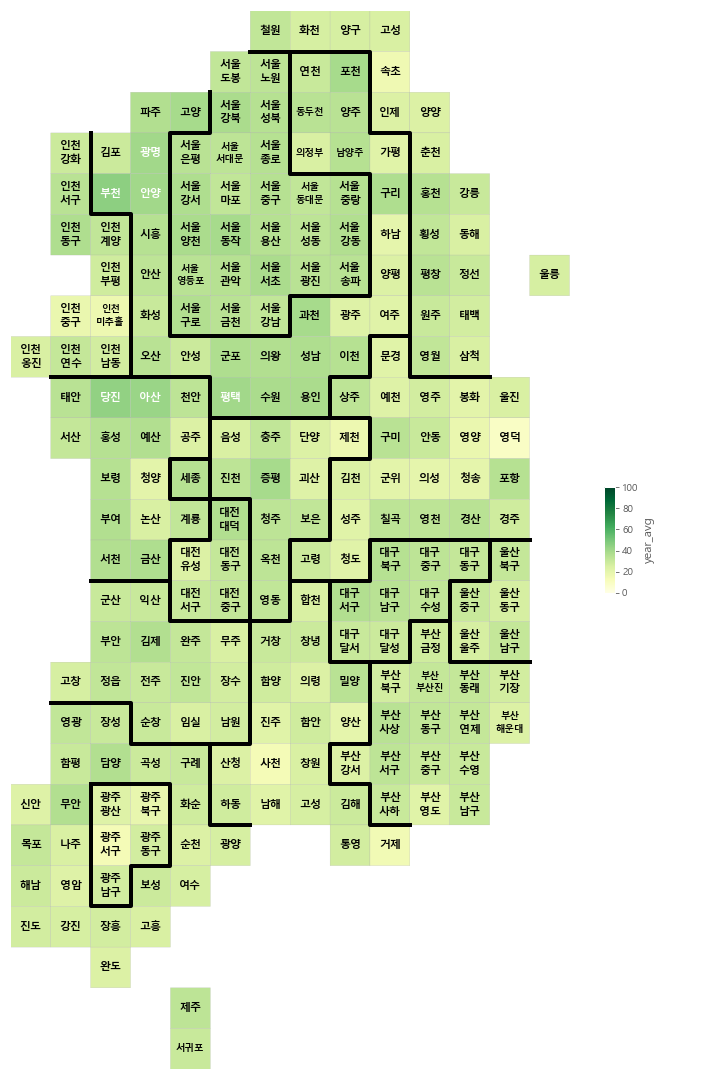 철원 화천 양구 고성
서울 도봉 서울 노원 연천 포천 속초
파주 고양 서울 강북 서울 성북 동두천 양주 인제 양양
인천 강화 김포 광명 서울 은평 서울 서대문 서울 종로 의정부 남양주 가평 춘천
인천 서구 부천 안양 서울 강서 서울 마포 서울 중구 서울 동대문 서울 중랑 구리 홍천 강릉
인천 동구 인천 계양 시흥 서울 양천 서울 동작 서울 용산 서울 성동 서울 강동 하남 횡성 동해
인천 부평 안산 서울 영등포 서울 관악 서울 서초 서울 광진 서울 송파 양평 평창 정선 울릉
인천 중구 인천 미추홀 화성 서울 구로 서울 금천 서울 강남 과천 광주 여주 원주 태백
인천 옹진 인천 연수 인천 남동 오산 안성 군포 의왕 성남 이천 문경 영월 삼척
태안 당진 아산 천안 평택 수원 용인 상주 예천 영주 봉화 울진
서산 홍성 예산 공주 음성 충주 단양 제천 구미 안동 영양 영덕
보령 청양 세종 진천 증평 괴산 김천 군위 의성 청송 포항
부여 논산 계룡 대전 대덕 청주 보은 성주 칠곡 영천 경산 경주
서천 금산 대전 유성 대전 동구 옥천 고령 청도 대구 북구 대구 중구 대구 동구 울산 북구
군산 익산 대전 서구 대전 중구 영동 합천 대구 서구 대구 남구 대구 수성 울산 중구 울산 동구
부안 김제 완주 무주 거창 창녕 대구 달서 대구 달성 부산 금정 울산 울주 울산 남구
고창 정읍 전주 진안 장수 함양 의령 밀양 부산 북구 부산 부산진 부산 동래 부산 기장
영광 장성 순창 임실 남원 진주 함안 양산 부산 사상 부산 동구 부산 연제 부산 해운대
함평 담양 곡성 구례 산청 사천 창원 부산 강서 부산 서구 부산 중구 부산 수영
신안 무안 광주 광산 광주 북구 화순 하동 남해 고성 김해 부산 사하 부산 영도 부산 남구
목포 나주 광주 서구 광주 동구 순천 광양 통영 거제
해남 영암 광주 남구 보성 여수
진도 강진 장흥 고흥
완도
제주
서귀포
100
80
60
40
20
0
year_avg